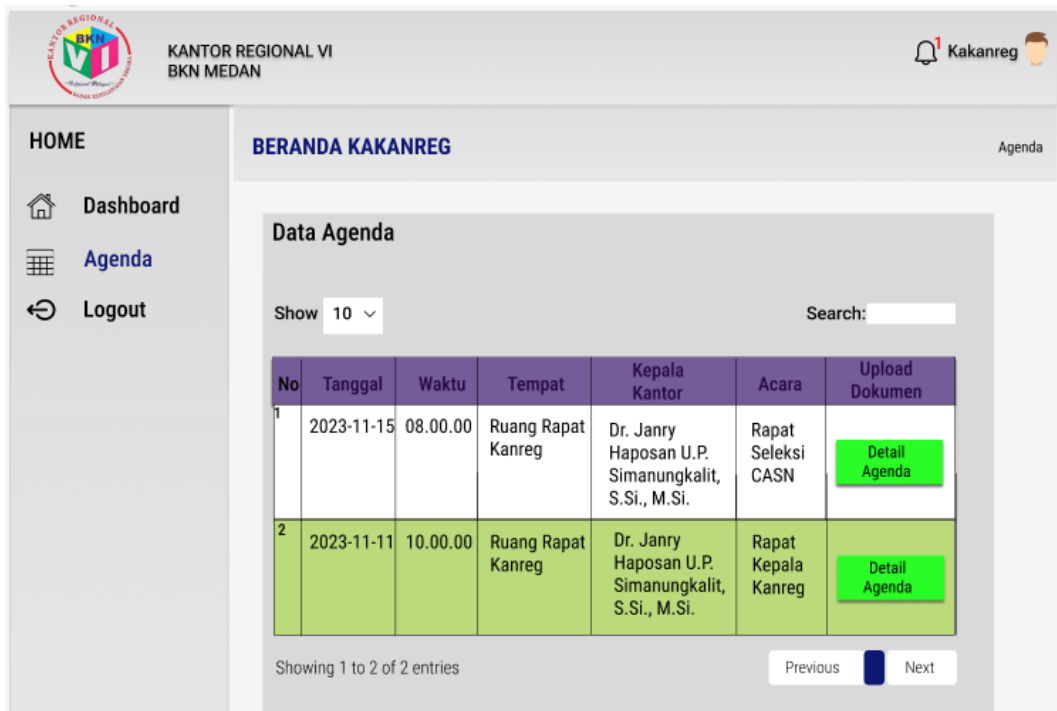 KANTOR REGIONAL
BKN
VI
KANTOR REGIONAL VI
BKN MEDAN
1
Kakanreg
HOME
BERANDA KAKANREG
Agenda
Dashboard
Agenda
Logout
Data Agenda
Show 10
Search:
No Tanggal Waktu Tempat Kepala Kantor Acara Upload Dokumen
1 2023-11-15 08.00.00
Ruang Rapat
Kanreg
Dr. Janry
Haposan U.P.
Simanungkalit,
S.Si., M.Si.
Rapat
Seleksi
CASN
Detail
Agenda
2 2023-11-11 10.00.00
Ruang Rapat
Kanreg
Dr. Janry
Haposan U.P.
Simanungkalit,
S.Si., M.Si.
Rapat
Kepala
Kanreg
Detail
Agenda
Showing 1 to 2 of 2 entries
Previous
Next